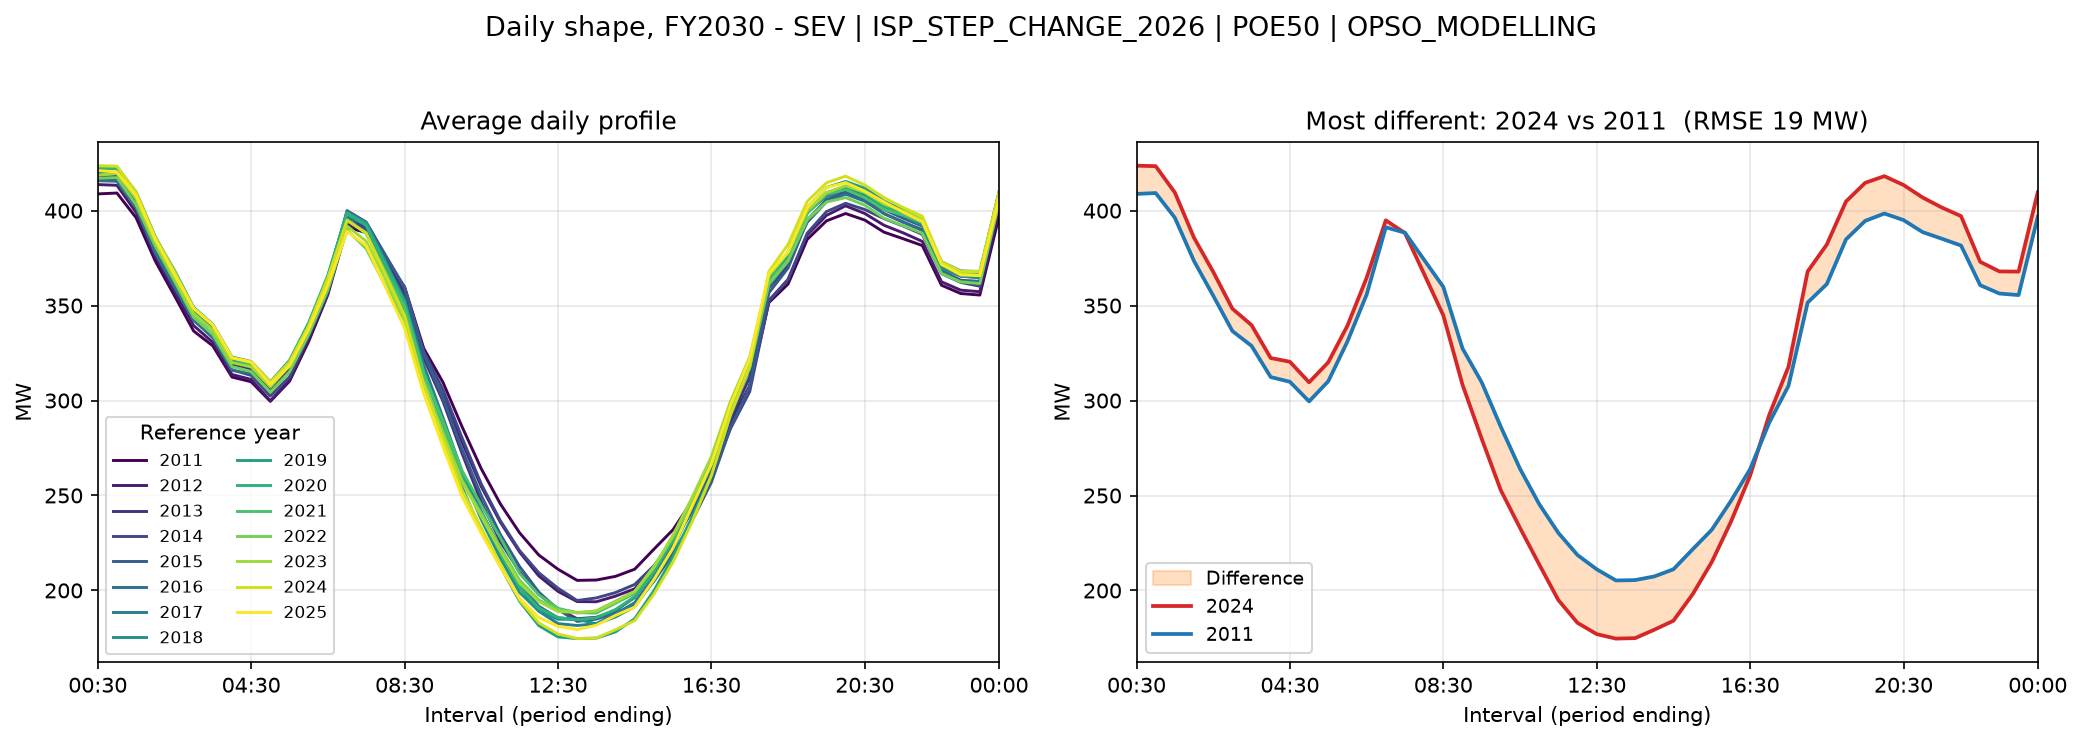 Daily shape, FY2030 - SEV | ISP_STEP_CHANGE_2026 | POE50 | OPSO_MODELLING
Average daily profile
MW
400
350
300
250
200
Reference year
2011 2019
2012 2020
2013 2021
2014 2022
2015 2023
2016 2024
2017 2025
2018
00:30 04:30 08:30 12:30 16:30 20:30 00:00
Interval (period ending)
Most different: 2024 vs 2011 (RMSE 19 MW)
MW
400
350
300
250
200
Difference
2024
2011
00:30 04:30 08:30 12:30 16:30 20:30 00:00
Interval (period ending)